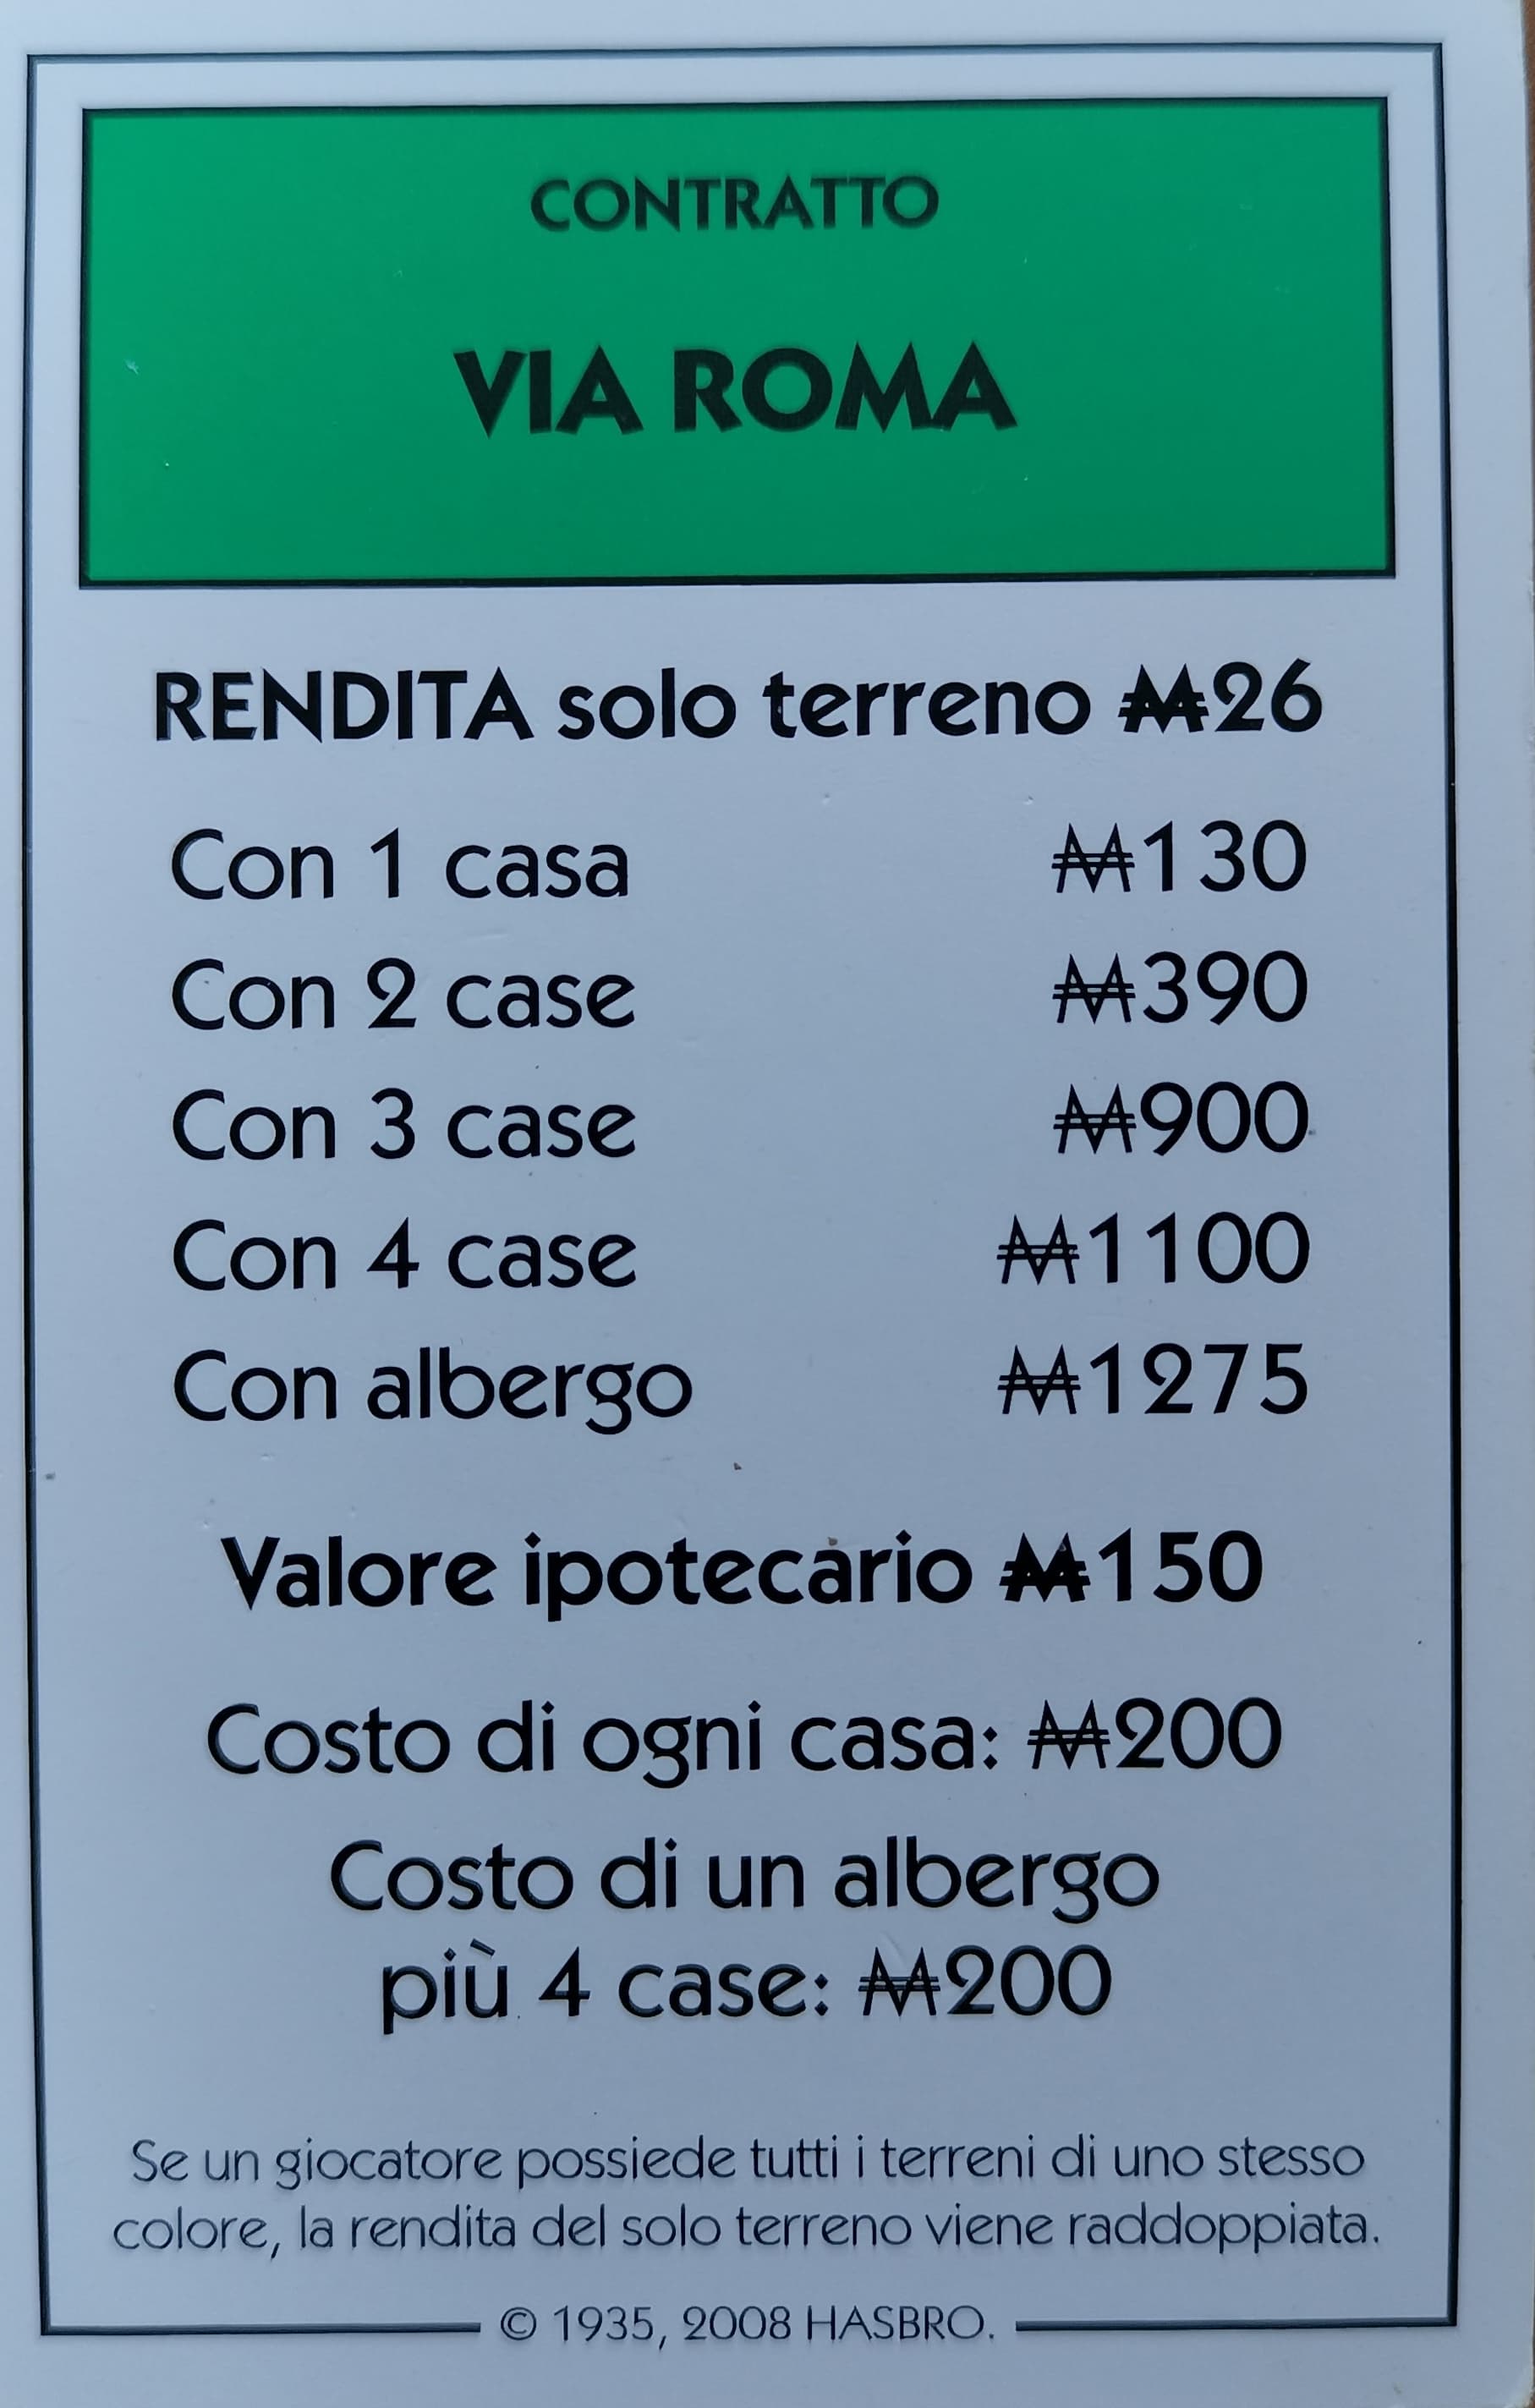 CONTRATTO
VIA ROMA
RENDITA solo terreno ₩26
Con 1 casa ₩130
Con 2 case ₩390
Con 3 case ₩900
Con 4 case ₩1100
Con albergo ₩1275
Valore ipotecario ₩150
Costo di ogni casa: ₩200
Costo di un albergo
più 4 case: ₩200
Se un giocatore possiede tutti i terreni di uno stesso
colore, la rendita del solo terreno viene raddoppiata.
© 1935, 2008 HASBRO.